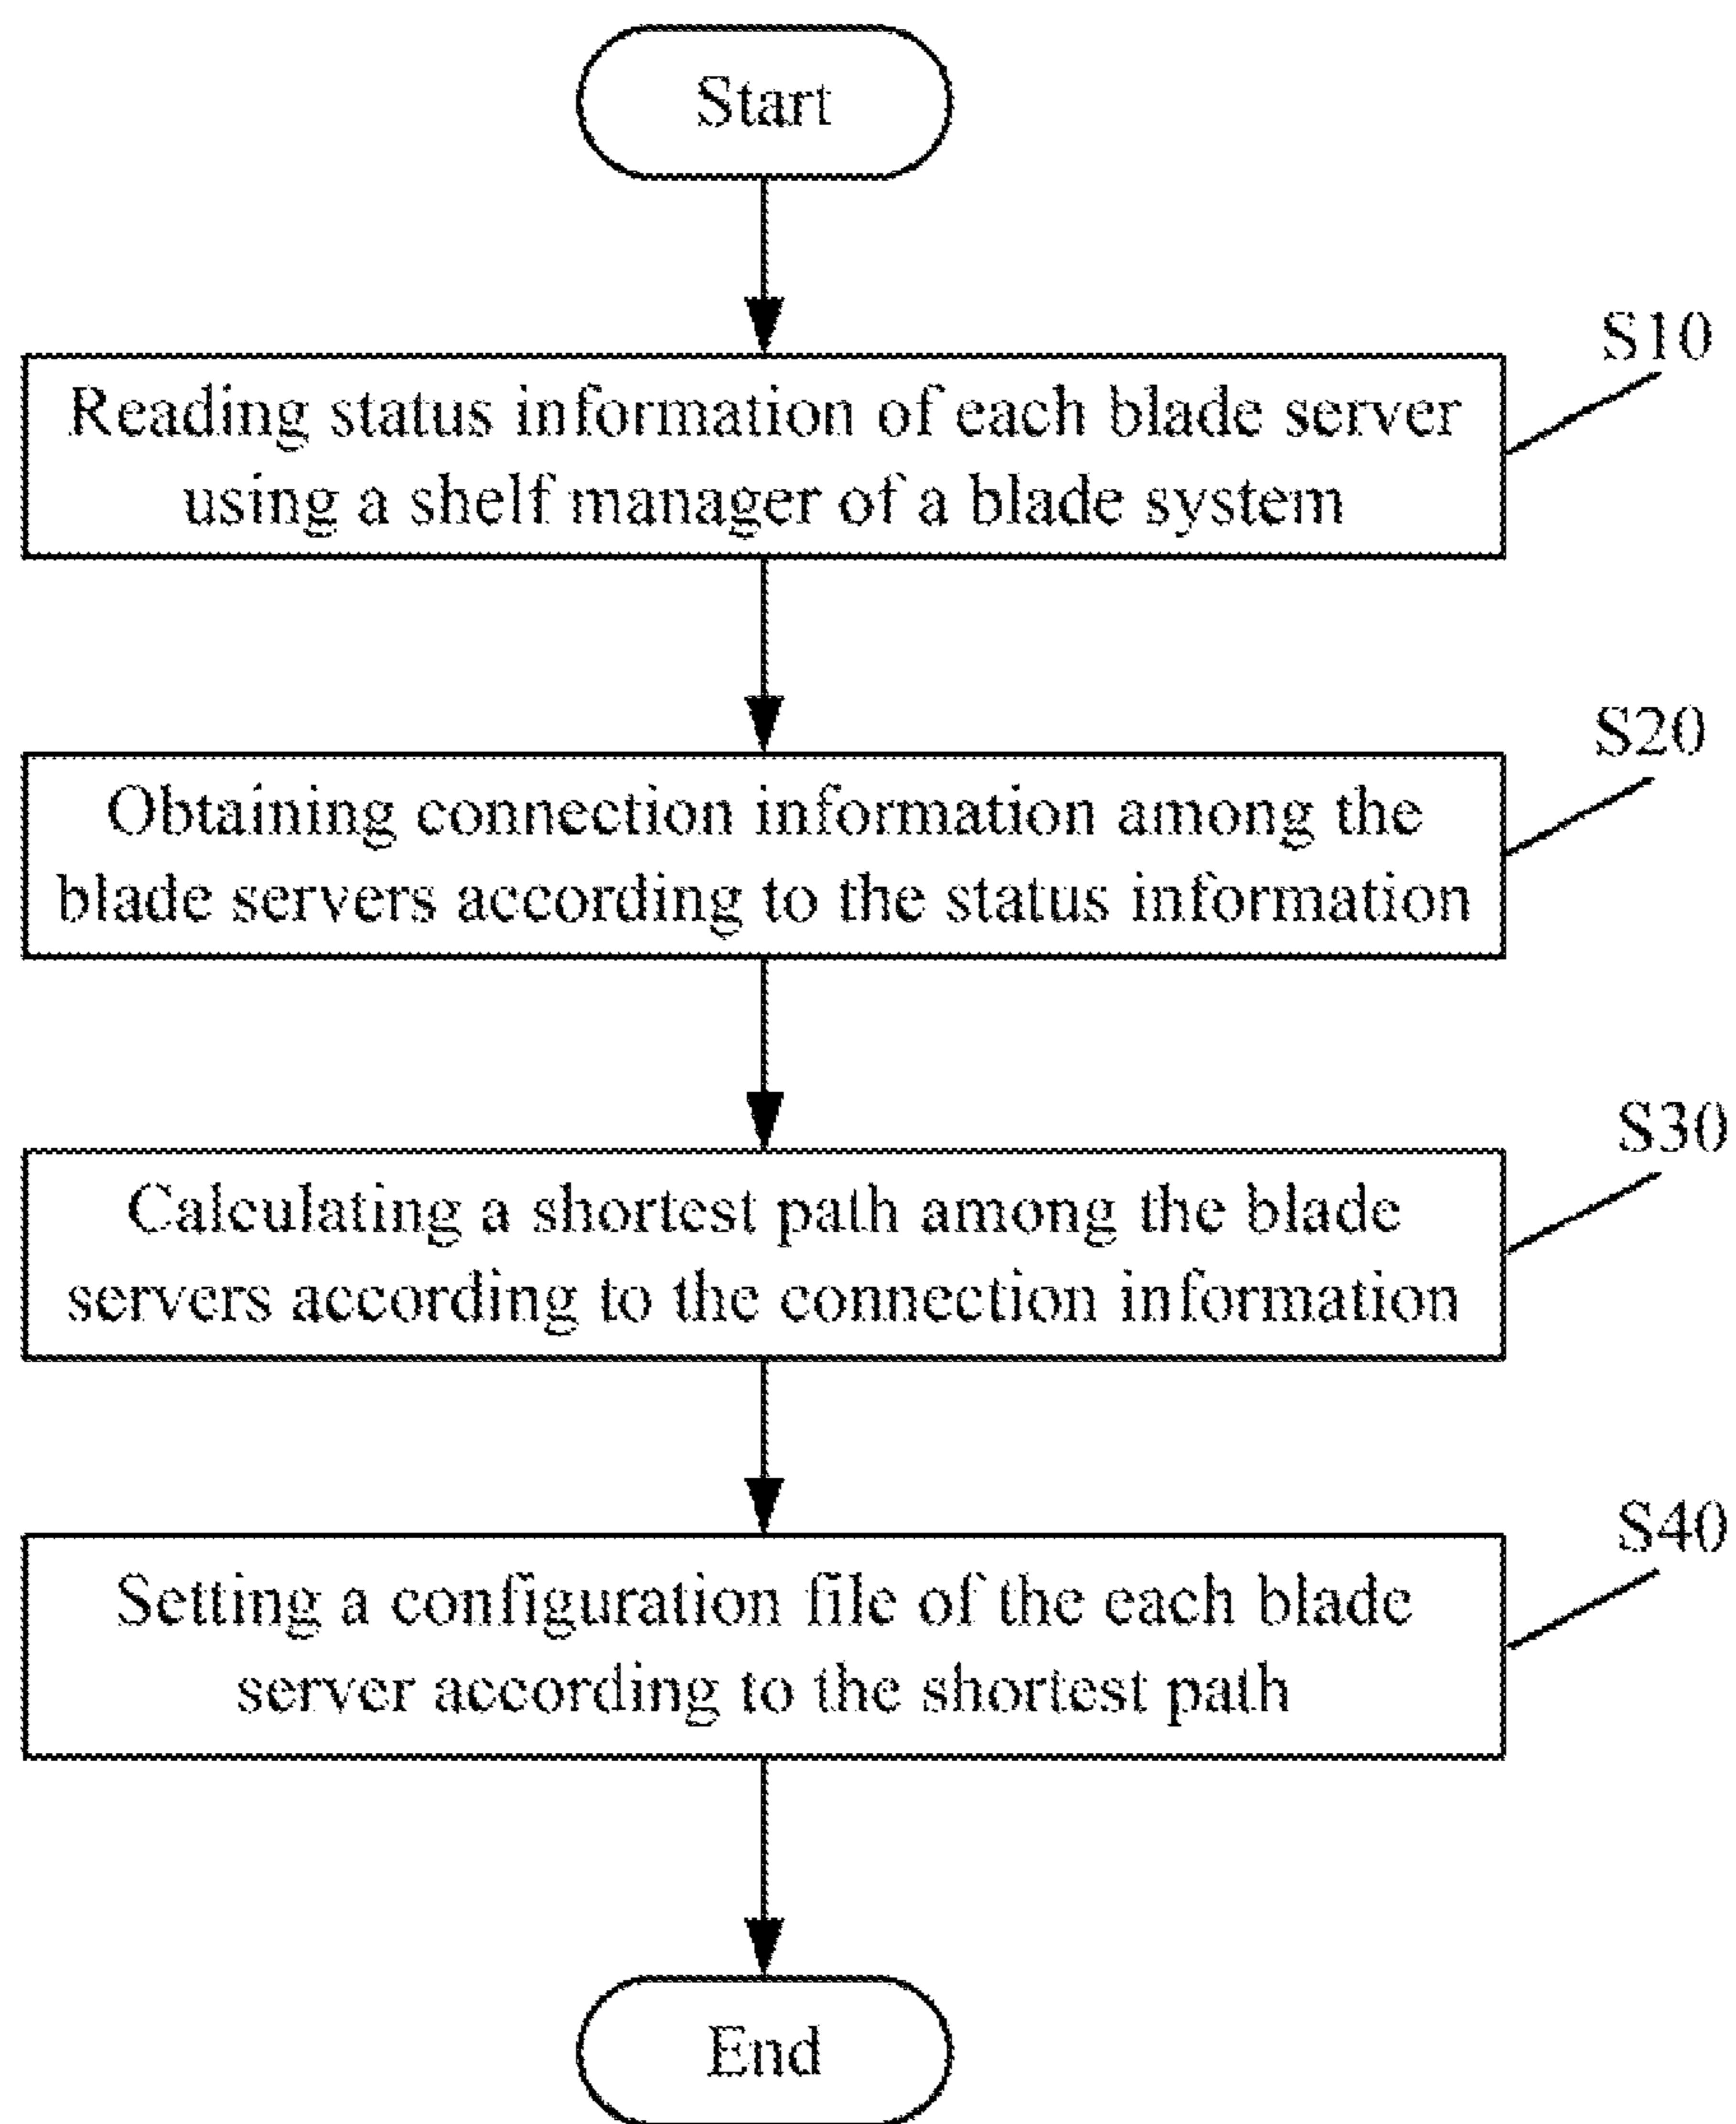 Start
S10
Reading status information of each blade server
using a shelf manager of a blade system
S20
Obtaining connection information among the
blade servers according to the status information
S30
Calculating a shortest path among the blade
servers according to the connection information
S40
Setting a configuration file of the each blade
server according to the shortest path
End